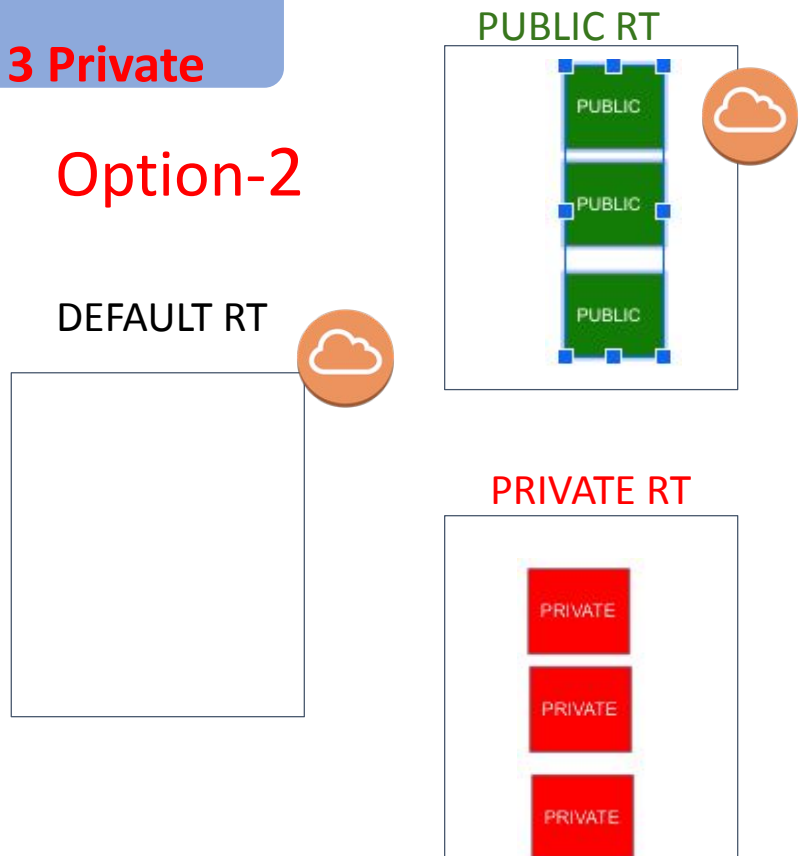 3 Private
Option-2
DEFAULT RT
PUBLIC RT
PUBLIC
PUBLIC
PUBLIC
PRIVATE RT
PRIVATE
PRIVATE
PRIVATE